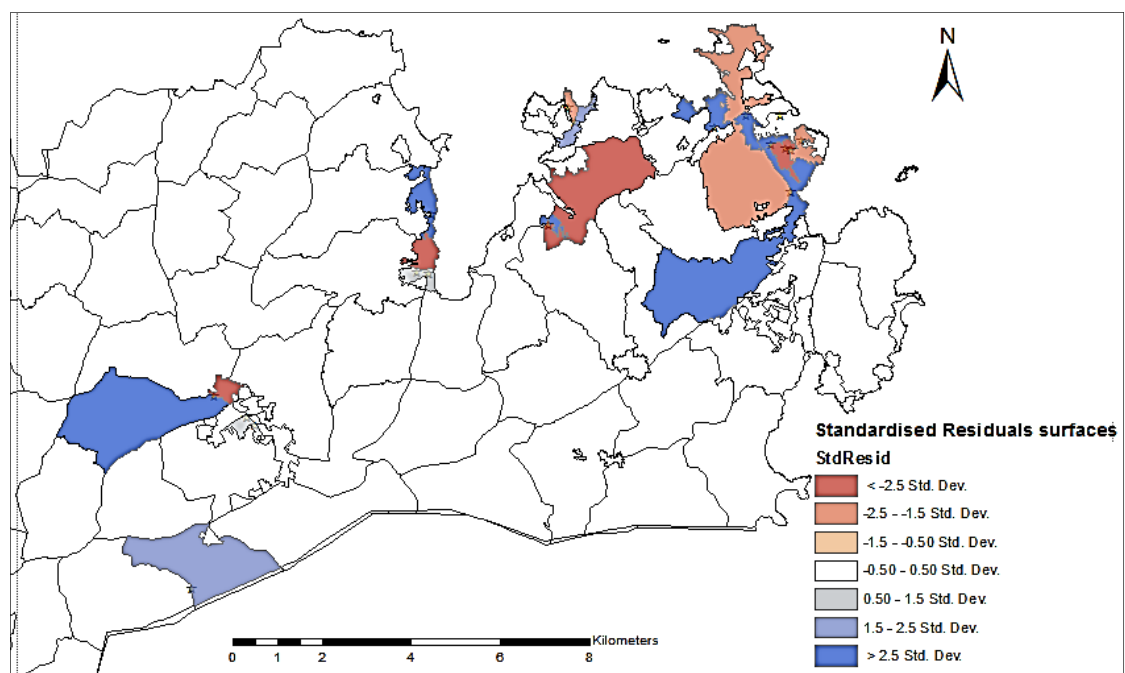 N
Standardised Residuals surfaces
StdResid
< -2.5 Std. Dev.
-2.5 - -1.5 Std. Dev.
-1.5 - -0.50 Std. Dev.
-0.50 - 0.50 Std. Dev.
0.50 - 1.5 Std. Dev.
1.5 - 2.5 Std. Dev.
> 2.5 Std. Dev.
Kilometers
0 1 2 4 6 8